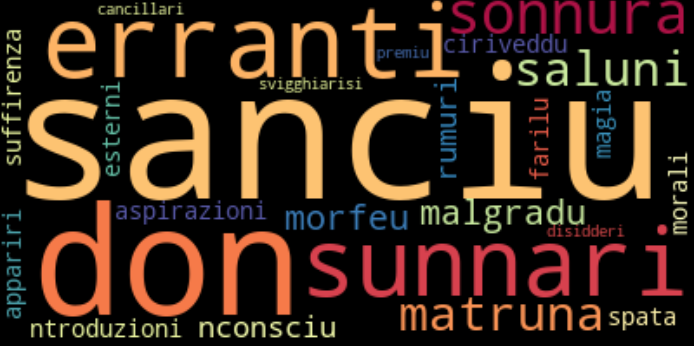 cancillari
sonnura
erranti
premiu
ciriveddu
saluni
svigghiarisi
suffirenza
esterni
rumuri
farilu
magia
sanciu
morali
aspirazioni
morfeu
malgradu
disidderi
appariri
don
sunnari
matruna
spata
ntroduzioni
nconsciu